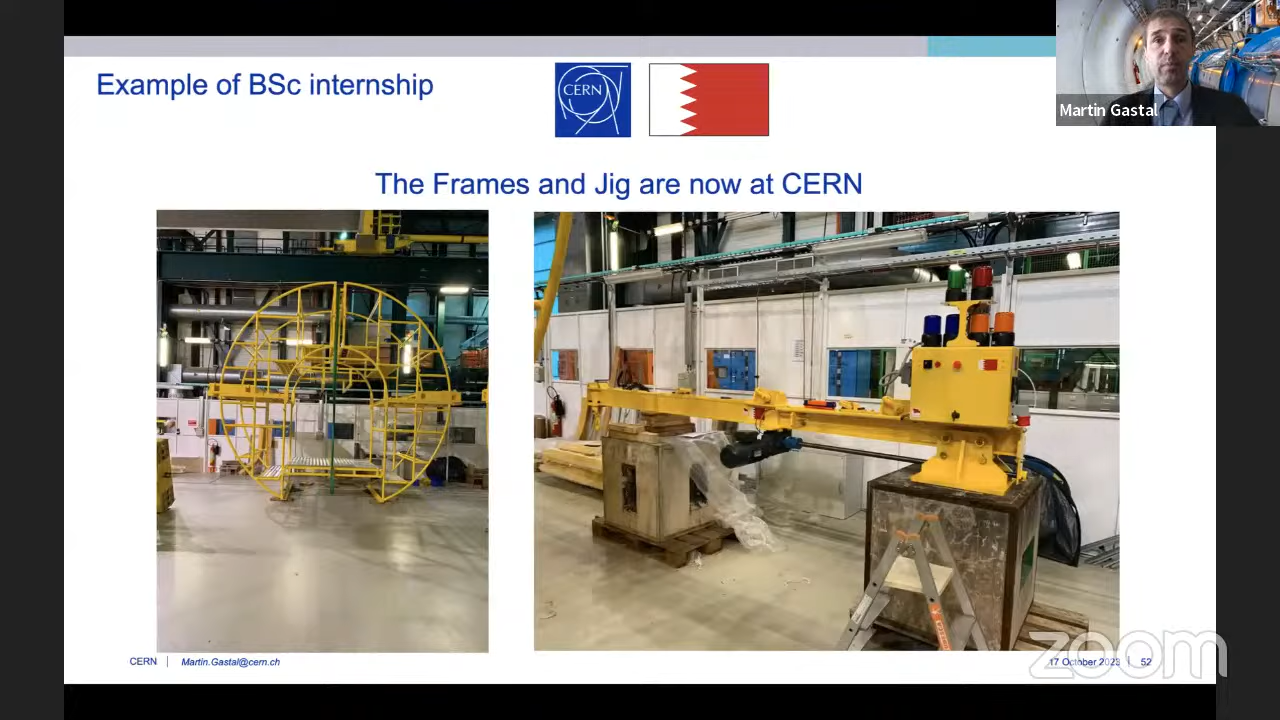 Example of BSc internship
CERN
Martin Gastal
The Frames and Jig are now at CERN
CERN | Martin.Gastal@cern.ch
17 October 2023 | 52
zoom